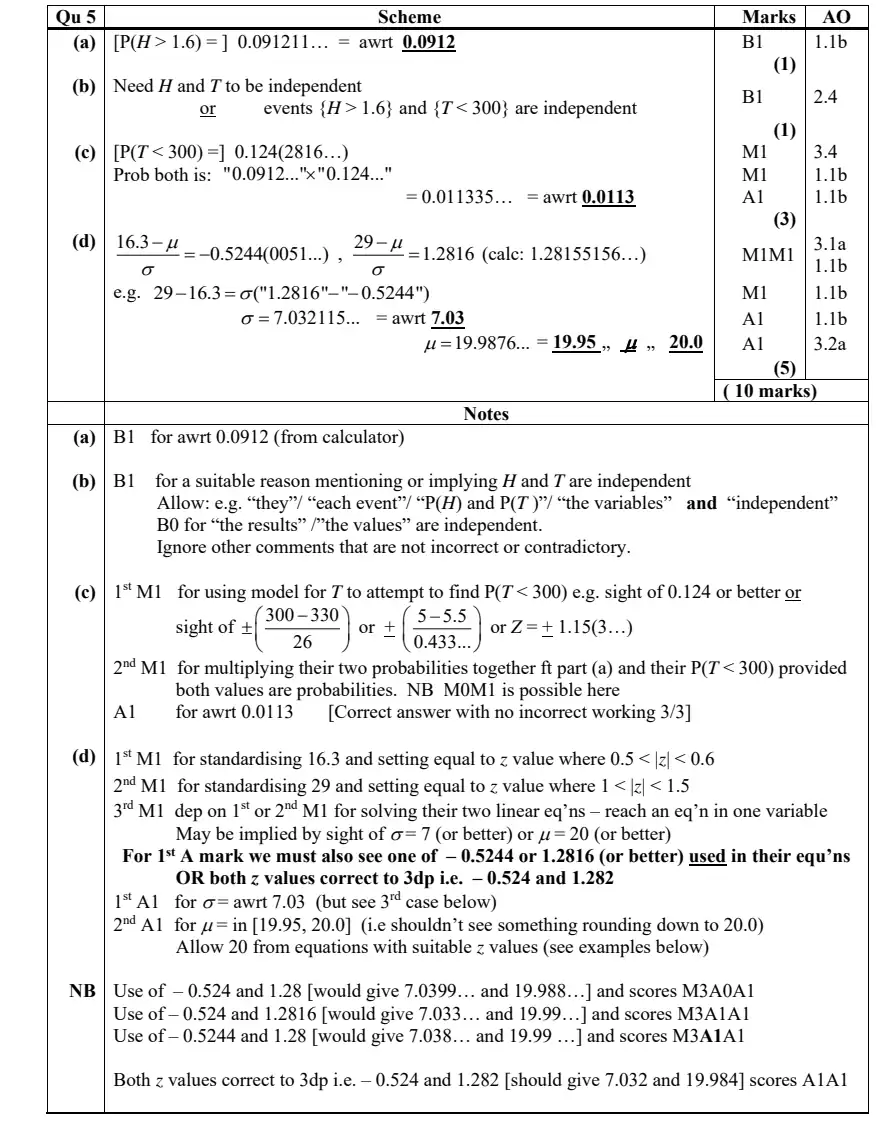 Qu 5 Scheme Marks AO
(a) [P(H > 1.6) = ] 0.091211… = awrt 0.0912 B1 1.1b
(1)
(b) Need H and T to be independent
or events {H > 1.6} and {T < 300} are independent B1 2.4
(1)
(c) [P(T < 300) =] 0.124(2816…) M1 3.4
Prob both is: "0.0912..."×"0.124..." M1 1.1b
= 0.011335… = awrt 0.0113 A1 1.1b
(3)
(d) (16.3 − μ)/σ = −0.5244(0051...) , (29 − μ)/σ = 1.2816 (calc: 1.28155156…) M1M1 3.1a 1.1b
e.g. 29 − 16.3 = σ("1.2816"−"−0.5244") M1 1.1b
σ = 7.032115... = awrt 7.03 A1 1.1b
μ = 19.9876... = 19.95 ,, μ ,, 20.0 A1 3.2a
(5)
( 10 marks)
Notes
(a) B1 for awrt 0.0912 (from calculator)
(b) B1 for a suitable reason mentioning or implying H and T are independent
Allow: e.g. “they”/ “each event”/ “P(H) and P(T )”/ “the variables” and “independent”
B0 for “the results” /”the values” are independent.
Ignore other comments that are not incorrect or contradictory.
(c) 1st M1 for using model for T to attempt to find P(T < 300) e.g. sight of 0.124 or better or
sight of ±((300 − 330)/26) or ±((5 − 5.5)/0.433...) or Z = ± 1.15(3…)
2nd M1 for multiplying their two probabilities together ft part (a) and their P(T < 300) provided
both values are probabilities. NB M0M1 is possible here
A1 for awrt 0.0113 [Correct answer with no incorrect working 3/3]
(d) 1st M1 for standardising 16.3 and setting equal to z value where 0.5 < |z| < 0.6
2nd M1 for standardising 29 and setting equal to z value where 1 < |z| < 1.5
3rd M1 dep on 1st or 2nd M1 for solving their two linear eq’ns – reach an eq’n in one variable
May be implied by sight of σ = 7 (or better) or μ = 20 (or better)
For 1st A mark we must also see one of – 0.5244 or 1.2816 (or better) used in their equ’ns
OR both z values correct to 3dp i.e. – 0.524 and 1.282
1st A1 for σ = awrt 7.03 (but see 3rd case below)
2nd A1 for μ = in [19.95, 20.0] (i.e shouldn’t see something rounding down to 20.0)
Allow 20 from equations with suitable z values (see examples below)
NB Use of – 0.524 and 1.28 [would give 7.0399… and 19.988…] and scores M3A0A1
Use of – 0.524 and 1.2816 [would give 7.033… and 19.99…] and scores M3A1A1
Use of – 0.5244 and 1.28 [would give 7.038… and 19.99 …] and scores M3A1A1
Both z values correct to 3dp i.e. – 0.524 and 1.282 [should give 7.032 and 19.984] scores A1A1